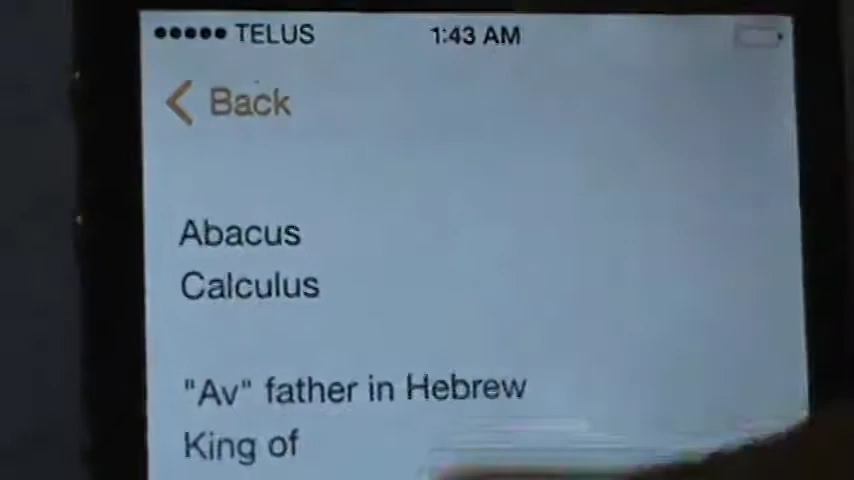 TELUS 1:43 AM
Back
Abacus
Calculus
"Av" father in Hebrew
King of